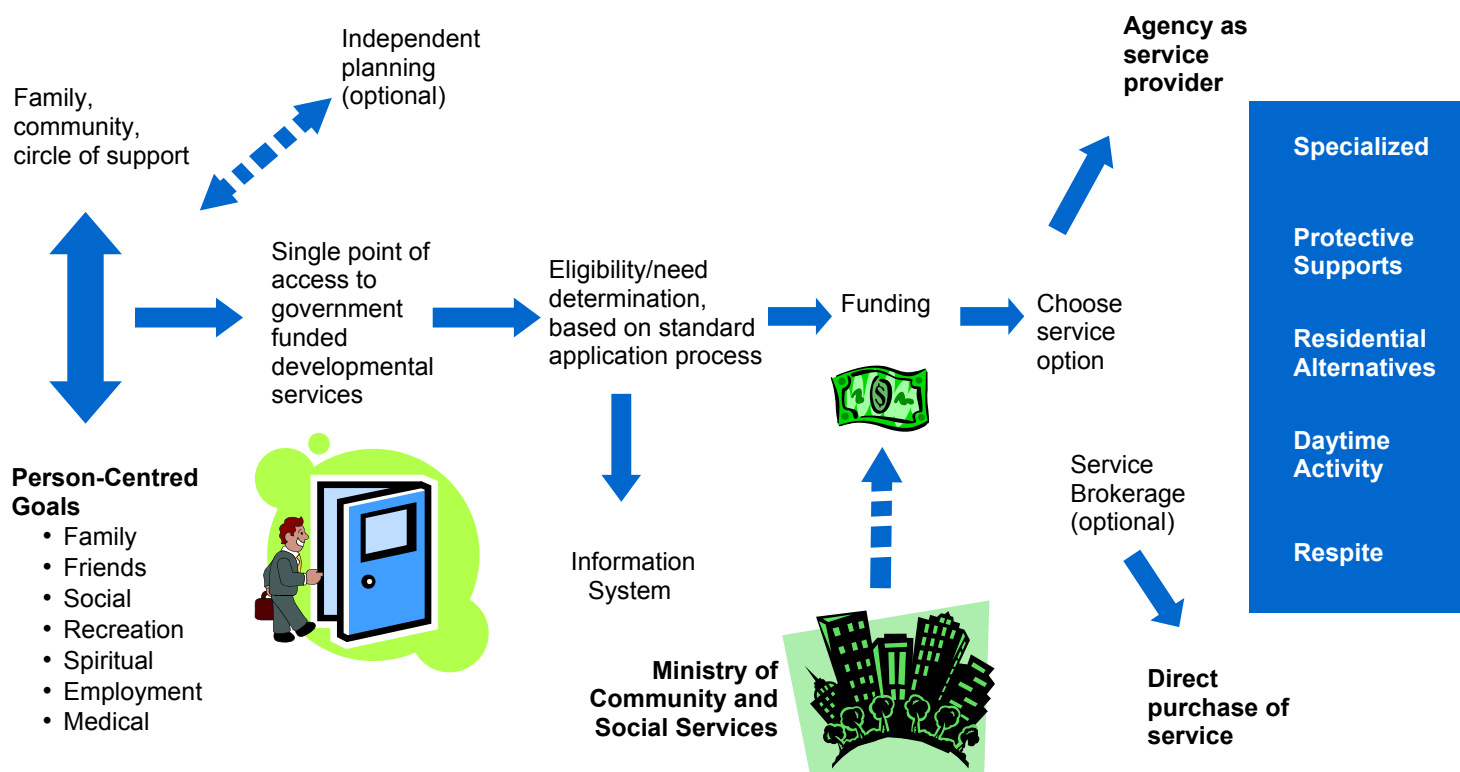 Family,
community,
circle of support
Independent
planning
(optional)
Person-Centred
Goals
• Family
• Friends
• Social
• Recreation
• Spiritual
• Employment
• Medical
Single point of
access to
government
funded
developmental
services
Eligibility/need
determination,
based on standard
application process
Information
System
Funding
$
Ministry of
Community and
Social Services
Choose
service
option
Agency as
service
provider
Service
Brokerage
(optional)
Direct
purchase of
service
Specialized
Protective
Supports
Residential
Alternatives
Daytime
Activity
Respite